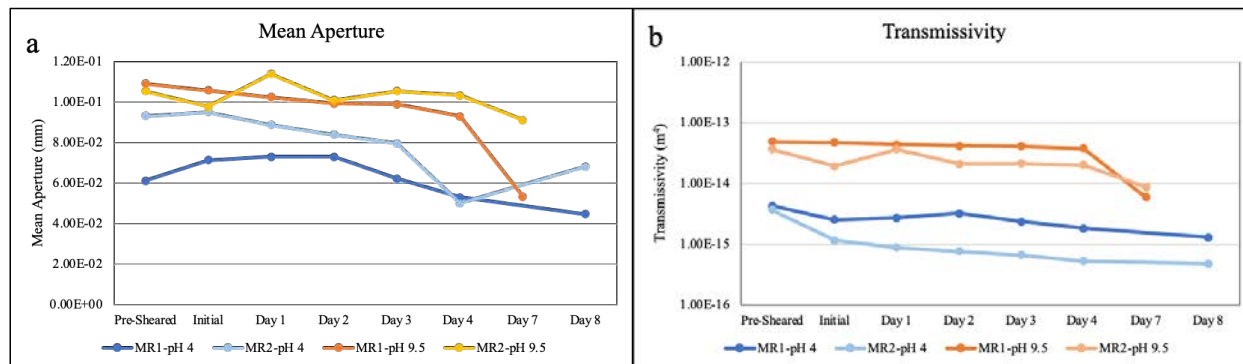 a
Mean Aperture
1.20E-01
1.00E-01
8.00E-02
6.00E-02
4.00E-02
2.00E-02
0.00E+00
Mean Aperture (mm)
Pre-Sheared Initial Day 1 Day 2 Day 3 Day 4 Day 7 Day 8
MR1-pH 4 MR2-pH 4 MR1-pH 9.5 MR2-pH 9.5
b
Transmissivity
1.00E-12
1.00E-13
1.00E-14
1.00E-15
1.00E-16
Transmissivity (m⁴)
Pre-Sheared Initial Day 1 Day 2 Day 3 Day 4 Day 7 Day 8
MR1-pH 4 MR2-pH 4 MR1-pH 9.5 MR2-pH 9.5